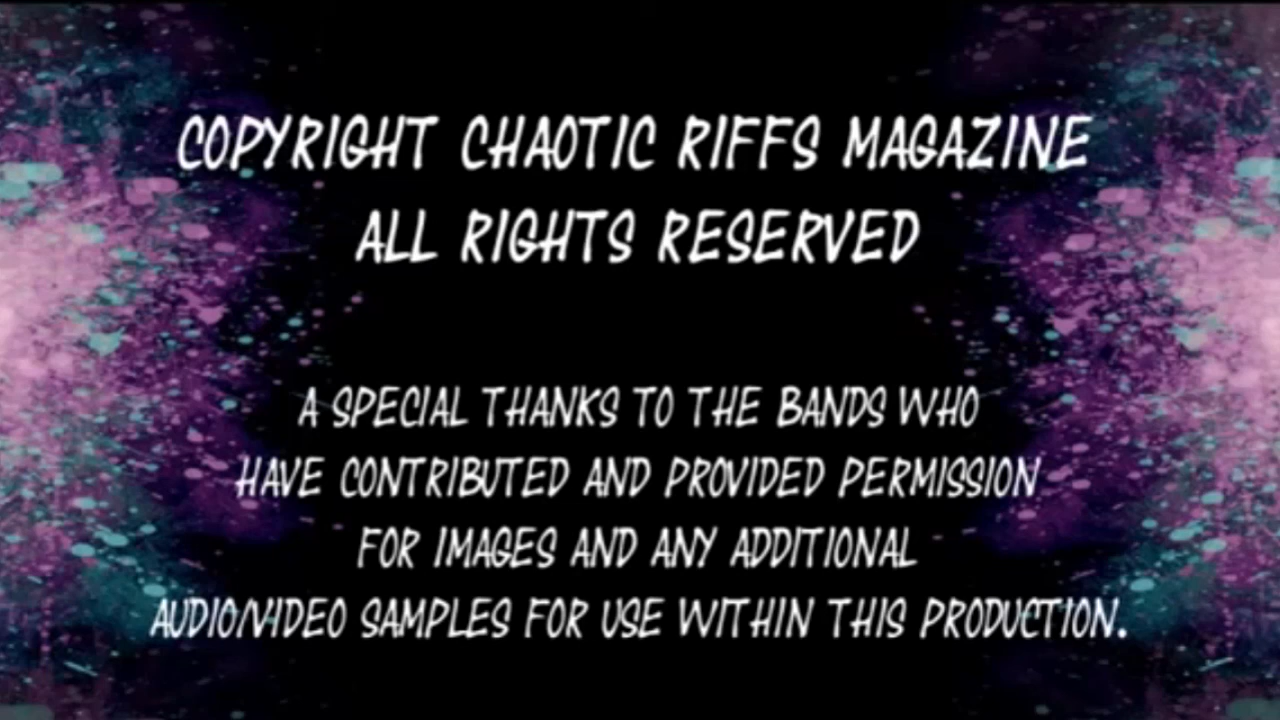 COPYRIGHT CHAOTIC RIFFS MAGAZINE
ALL RIGHTS RESERVED
A SPECIAL THANKS TO THE BANDS WHO
HAVE CONTRIBUTED AND PROVIDED PERMISSION
FOR IMAGES AND ANY ADDITIONAL
AUDIO/VIDEO SAMPLES FOR USE WITHIN THIS PRODUCTION.